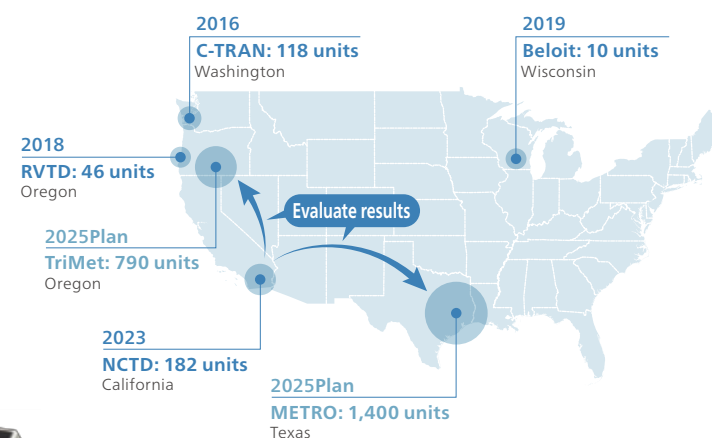 2016
C-TRAN: 118 units
Washington
2019
Beloit: 10 units
Wisconsin
2018
RVTD: 46 units
Oregon
Evaluate results
2025Plan
TriMet: 790 units
Oregon
2023
NCTD: 182 units
California
2025Plan
METRO: 1,400 units
Texas